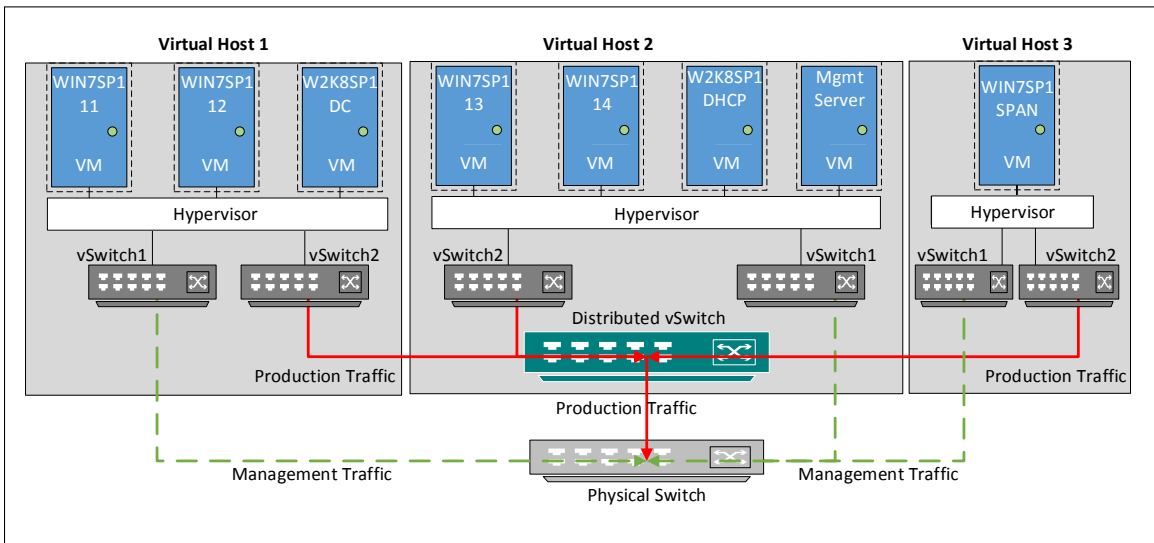 Virtual Host 1
Virtual Host 2
Virtual Host 3
WIN7SP1
11
VM
WIN7SP1
12
VM
W2K8SP1
DC
VM
WIN7SP1
13
VM
WIN7SP1
14
VM
W2K8SP1
DHCP
VM
Mgmt
Server
VM
WIN7SP1
SPAN
VM
Hypervisor
Hypervisor
Hypervisor
vSwitch1
vSwitch2
vSwitch2
vSwitch1
vSwitch1
vSwitch2
Distributed vSwitch
Production Traffic
Production Traffic
Production Traffic
Management Traffic
Management Traffic
Physical Switch